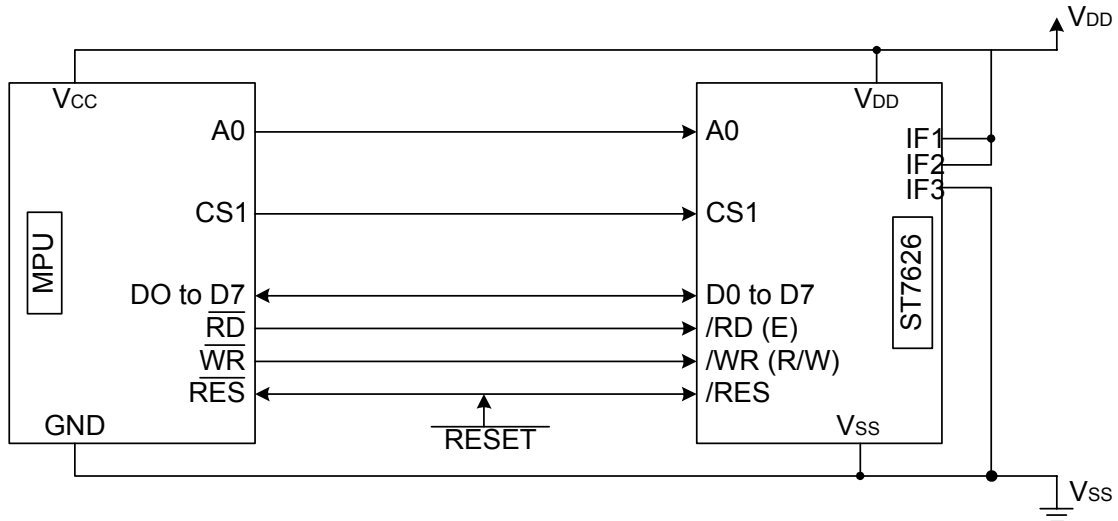 VDD
VCC
VDD
A0
A0
IF1
IF2
IF3
CS1
CS1
MPU
ST7626
DO to D7
D0 to D7
RD
/RD (E)
WR
/WR (R/W)
RES
/RES
GND
RESET
VSS
VSS